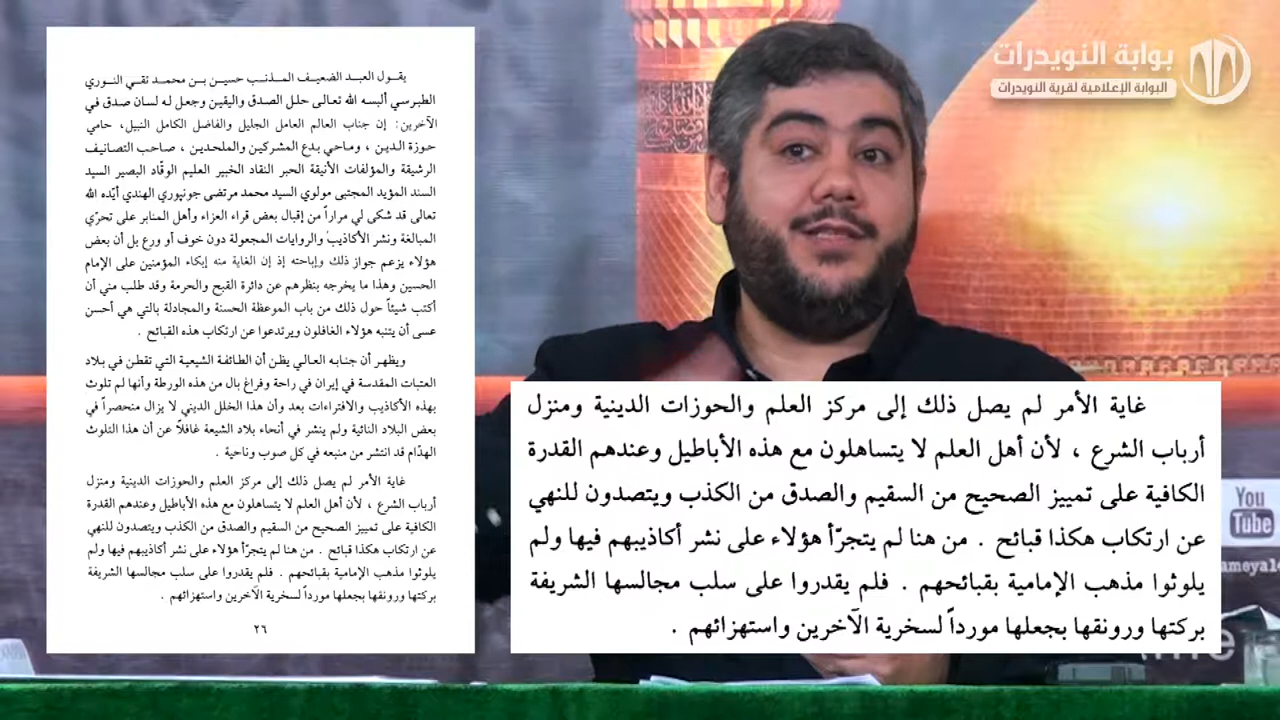 بوابة النويدرات
البوابة الإعلامية لقرية النويدرات
يقول العبد الضعيف المذنب حسين بن محمد تقي النوري
الطبرسي ألبسه الله تعالى حلل الصدق واليقين وجعل له لسان صدق في
الآخرين: إن جناب العالم العامل الجليل والفاضل الكامل النبيل، حامي
حوزة الدين ، وماحي بدع المشركين والملحدين ، صاحب التصانيف
الرشيقة والمؤلفات الأنيقة الحبر النقاد الخبير العليم الوقّاد البصير السيد
السند المؤيد المجتبى مولوي السيد محمد مرتضى جونپوري الهندي أيّده الله
تعالى قد شكى لي مراراً من إقبال بعض قراء العزاء وأهل المنابر على تحرّي
المبالغة ونشر الأكاذيب والروايات المجعولة دون خوف أو ورع بل أن بعض
هؤلاء يزعم جواز ذلك وإباحته إذ إن الغاية منه إبكاء المؤمنين على الإمام
الحسين وهذا ما يخرجه بنظرهم عن دائرة القبح والحرمة وقد طلب مني أن
أكتب شيئاً حول ذلك من باب الموعظة الحسنة والمجادلة بالتي هي أحسن
عسى أن يتنبه هؤلاء الغافلون ويرتدعوا عن ارتكاب هذه القبائح .
ويظهر أن جنابه العالي يظن أن الطائفة الشيعية التي تقطن في بلاد
العتبات المقدسة في إيران في راحة وفراغ بال من هذه الورطة وأنها لم تلوث
بهذه الأكاذيب والافتراءات بعد وأن هذا الخلل الديني لا يزال منحصراً في
بعض البلاد النائية ولم ينشر في أنحاء بلاد الشيعة غافلاً عن أن هذا التلوث
الهدّام قد انتشر من منبعه في كل صوب وناحية .
غاية الأمر لم يصل ذلك إلى مركز العلم والحوزات الدينية ومنزل
أرباب الشرع ، لأن أهل العلم لا يتساهلون مع هذه الأباطيل وعندهم القدرة
الكافية على تمييز الصحيح من السقيم والصدق من الكذب ويتصدون للنهي
عن ارتكاب هكذا قبائح . من هنا لم يتجرّأ هؤلاء على نشر أكاذيبهم فيها ولم
يلوثوا مذهب الإمامية بقبائحهم . فلم يقدروا على سلب مجالسها الشريفة
بركتها ورونقها بجعلها مورداً لسخرية الآخرين واستهزائهم .
٢٦
غاية الأمر لم يصل ذلك إلى مركز العلم والحوزات الدينية ومنزل
أرباب الشرع ، لأن أهل العلم لا يتساهلون مع هذه الأباطيل وعندهم القدرة
الكافية على تمييز الصحيح من السقيم والصدق من الكذب ويتصدون للنهي
عن ارتكاب هكذا قبائح . من هنا لم يتجرّأ هؤلاء على نشر أكاذيبهم فيها ولم
يلوثوا مذهب الإمامية بقبائحهم . فلم يقدروا على سلب مجالسها الشريفة
بركتها ورونقها بجعلها مورداً لسخرية الآخرين واستهزائهم .
You
Tube